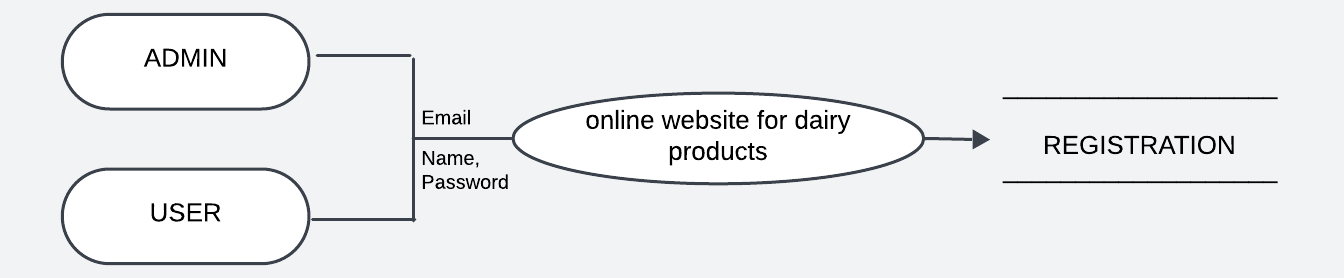 ADMIN
Email
Name,
Password
USER
online website for dairy
products
REGISTRATION